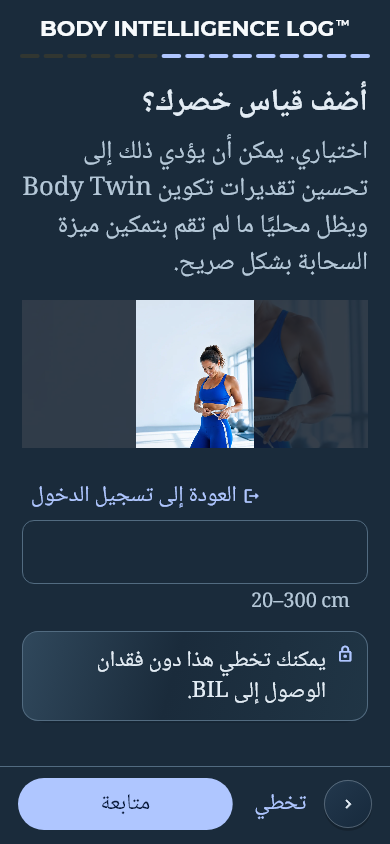 BODY INTELLIGENCE LOG™
أضف قياس خصرك؟
اختياري. يمكن أن يؤدي ذلك إلى
تحسين تقديرات تكوين Body Twin
ويظل محليًا ما لم تقم بتمكين ميزة
السحابة بشكل صريح.
العودة إلى تسجيل الدخول
20–300 cm
يمكنك تخطي هذا دون فقدان
الوصول إلى BIL.
تخطي
متابعة